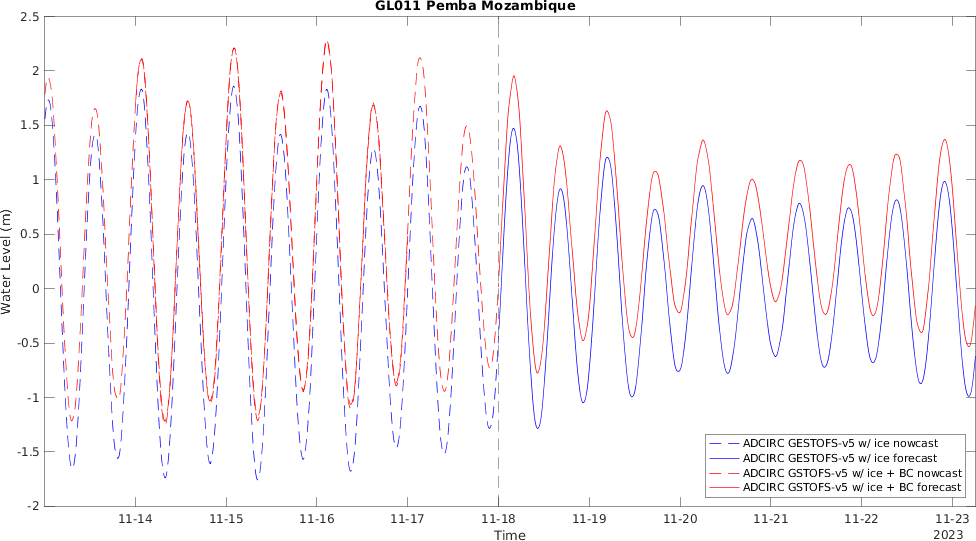 GL011 Pemba Mozambique
2.5
2
1.5
1
0.5
0
-0.5
-1
-1.5
-2
Water Level (m)
11-14 11-15 11-16 11-17 11-18 11-19 11-20 11-21 11-22 11-23
2023
Time
ADCIRC GESTOFS-v5 w/ ice nowcast
ADCIRC GESTOFS-v5 w/ ice forecast
ADCIRC GSTOFS-v5 w/ ice + BC nowcast
ADCIRC GSTOFS-v5 w/ ice + BC forecast